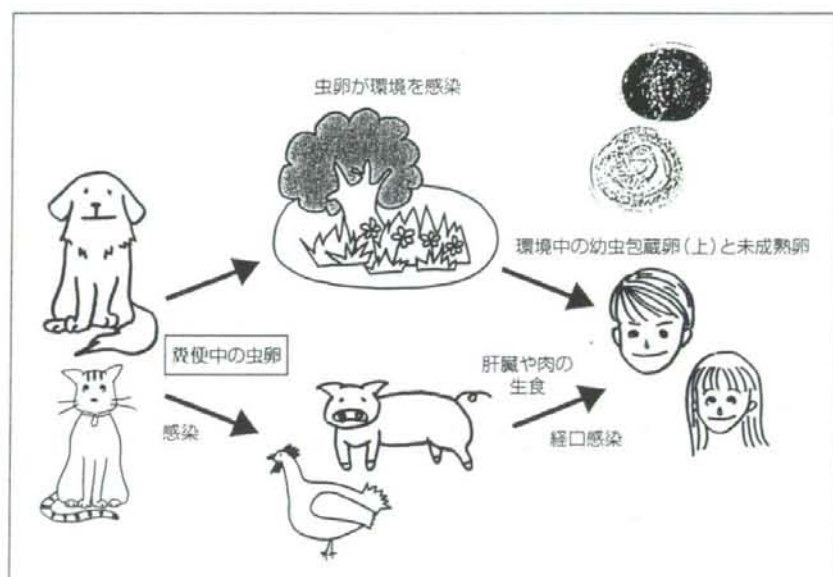 虫卵が環境を感染
環境中の幼虫包蔵卵(上)と未成熟卵
糞便中の虫卵
感染
肝臓や肉の
生食
経口感染